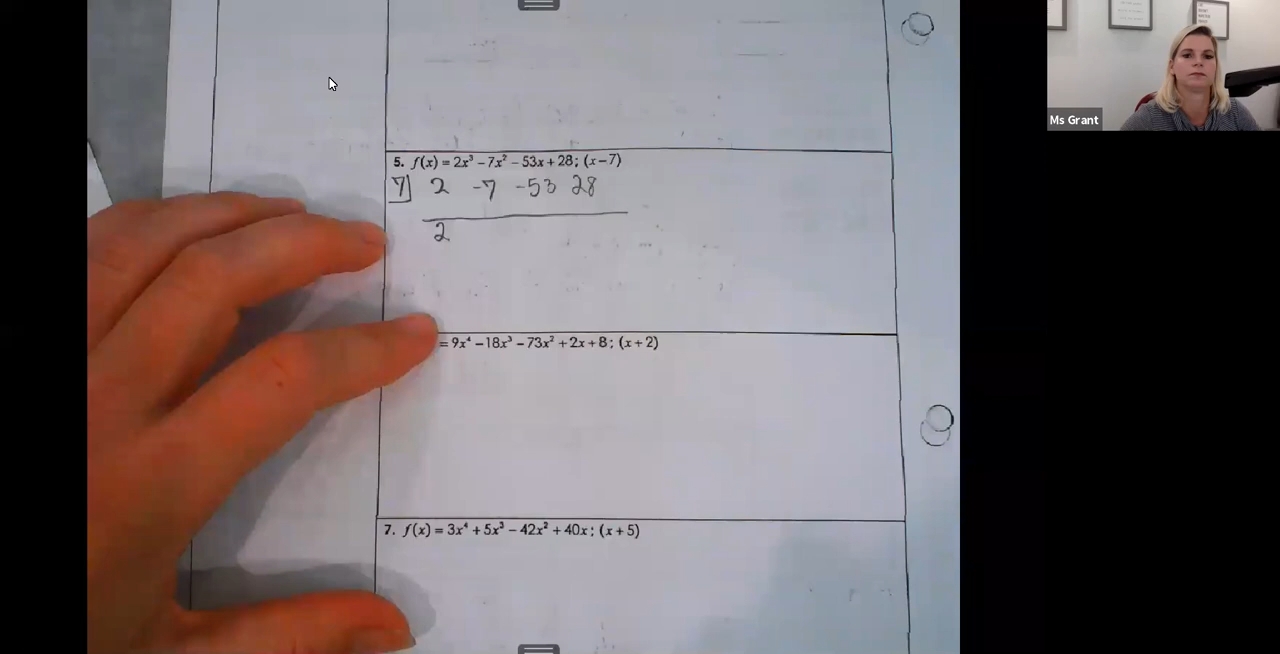 5. f(x) = 2x³ − 7x² − 53x + 28; (x − 7)
7 2 -7 -53 28
2
= 9x⁴ − 18x³ − 73x² + 2x + 8; (x + 2)
7. f(x) = 3x⁴ + 5x³ − 42x² + 40x; (x + 5)
Ms Grant